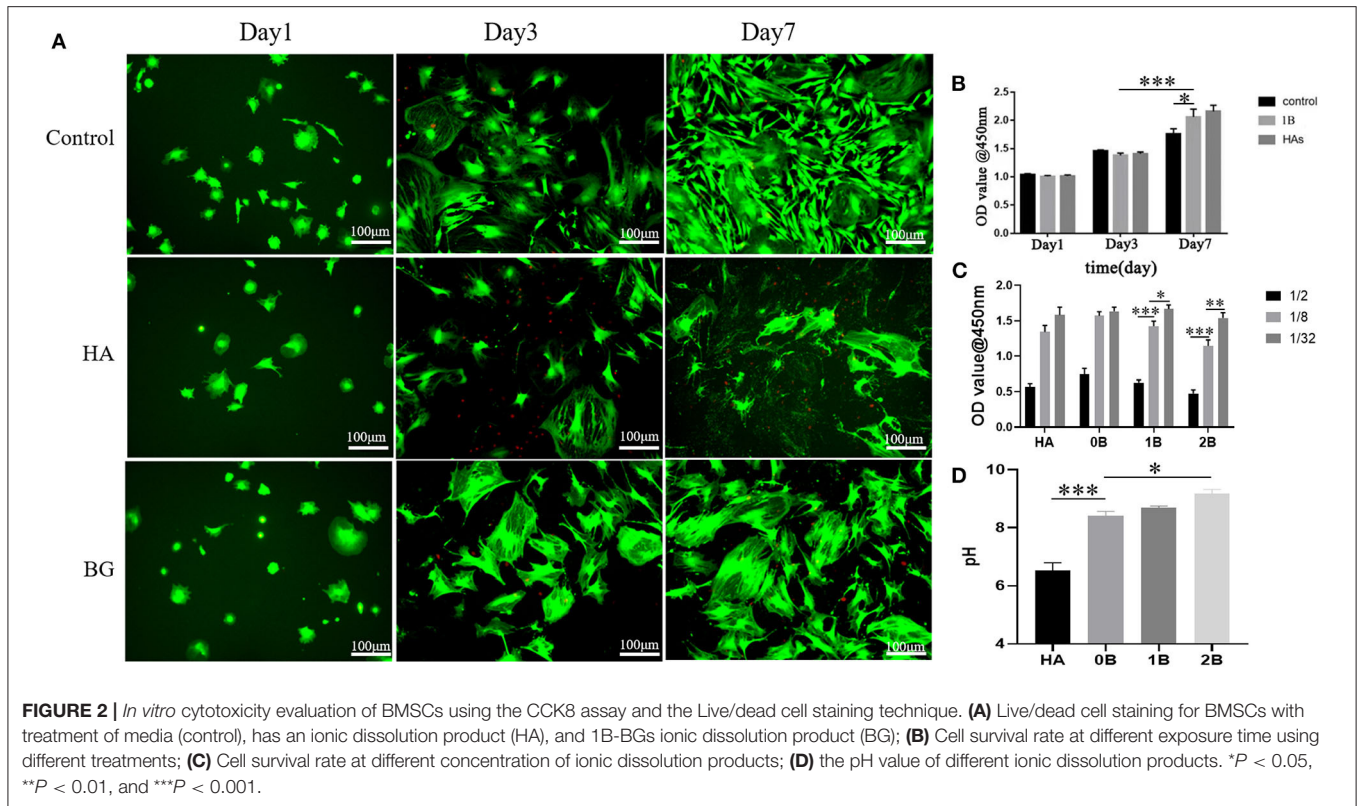 Day1 Day3 Day7
A
Control
100μm 100μm 100μm
HA
100μm 100μm 100μm
BG
100μm 100μm 100μm
B
OD value @450nm
2.5
2.0
1.5
1.0
0.5
0.0
***
*
control
1B
HAs
Day1 Day3 Day7
time(day)
C
OD value@450nm
2.0
1.5
1.0
0.5
0.0
*** * *** **
1/2
1/8
1/32
HA 0B 1B 2B
D
pH
10
8
6
4
*** *
HA 0B 1B 2B
FIGURE 2 | In vitro cytotoxicity evaluation of BMSCs using the CCK8 assay and the Live/dead cell staining technique. (A) Live/dead cell staining for BMSCs with
treatment of media (control), has an ionic dissolution product (HA), and 1B-BGs ionic dissolution product (BG); (B) Cell survival rate at different exposure time using
different treatments; (C) Cell survival rate at different concentration of ionic dissolution products; (D) the pH value of different ionic dissolution products. *P < 0.05,
**P < 0.01, and ***P < 0.001.